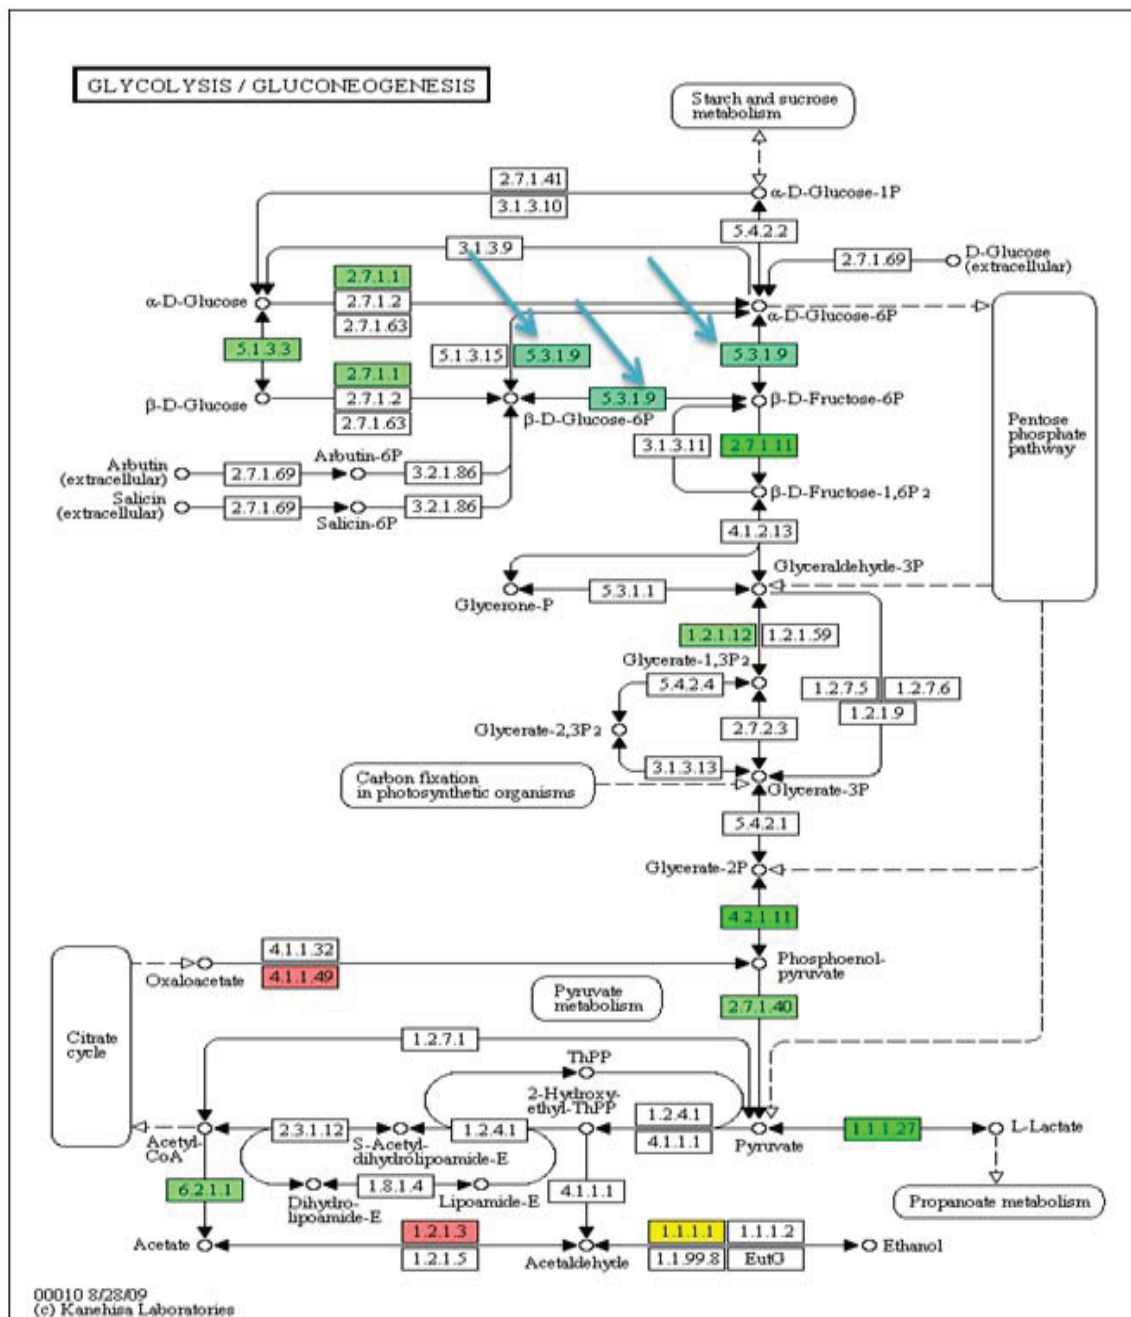 GLYCOLYSIS / GLUCONEOGENESIS
Starch and sucrose
metabolism
2.7.1.41
3.1.3.10
α-D-Glucose-1P
5.4.2.2
3.1.3.9
2.7.1.69
D-Glucose
(extracellular)
2.7.1.1
α-D-Glucose
2.7.1.2
2.7.1.63
α-D-Glucose-6P
5.1.3.3
5.1.3.15
5.3.1.9
5.3.1.9
2.7.1.1
β-D-Glucose
2.7.1.2
2.7.1.63
β-D-Glucose-6P
5.3.1.9
β-D-Fructose-6P
Pentose
phosphate
pathway
3.1.3.11
2.7.1.11
Arbutin
(extracellular)
2.7.1.69
Arbutin-6P
3.2.1.86
Salicin
(extracellular)
2.7.1.69
Salicin-6P
3.2.1.86
β-D-Fructose-1,6P2
4.1.2.13
Glyceraldehyde-3P
Glycerone-P
5.3.1.1
1.2.1.12
1.2.1.59
Glycerate-1,3P2
5.4.2.4
1.2.7.5
1.2.7.6
1.2.1.9
Glycerate-2,3P2
2.7.2.3
3.1.3.13
Carbon fixation
in photosynthetic organisms
Glycerate-3P
5.4.2.1
Glycerate-2P
4.2.1.11
4.1.1.32
Oxaloacetate
4.1.1.49
Phosphoenol-
pyruvate
Pyruvate
metabolism
2.7.1.40
Citrate
cycle
1.2.7.1
ThPP
2-Hydroxy-
ethyl-ThPP
1.2.4.1
4.1.1.1
Pyruvate
1.1.1.27
L-Lactate
Acetyl-
CoA
2.3.1.12
S-Acetyl-
dihydrolipoamide-E
1.2.4.1
Dihydro-
lipoamide-E
1.8.1.4
Lipoamide-E
4.1.1.1
6.2.1.1
Propanoate metabolism
Acetate
1.2.1.3
1.2.1.5
Acetaldehyde
1.1.1.1
1.1.1.2
1.1.99.8
EutG
Ethanol
00010 8/28/09
(c) Kanehisa Laboratories